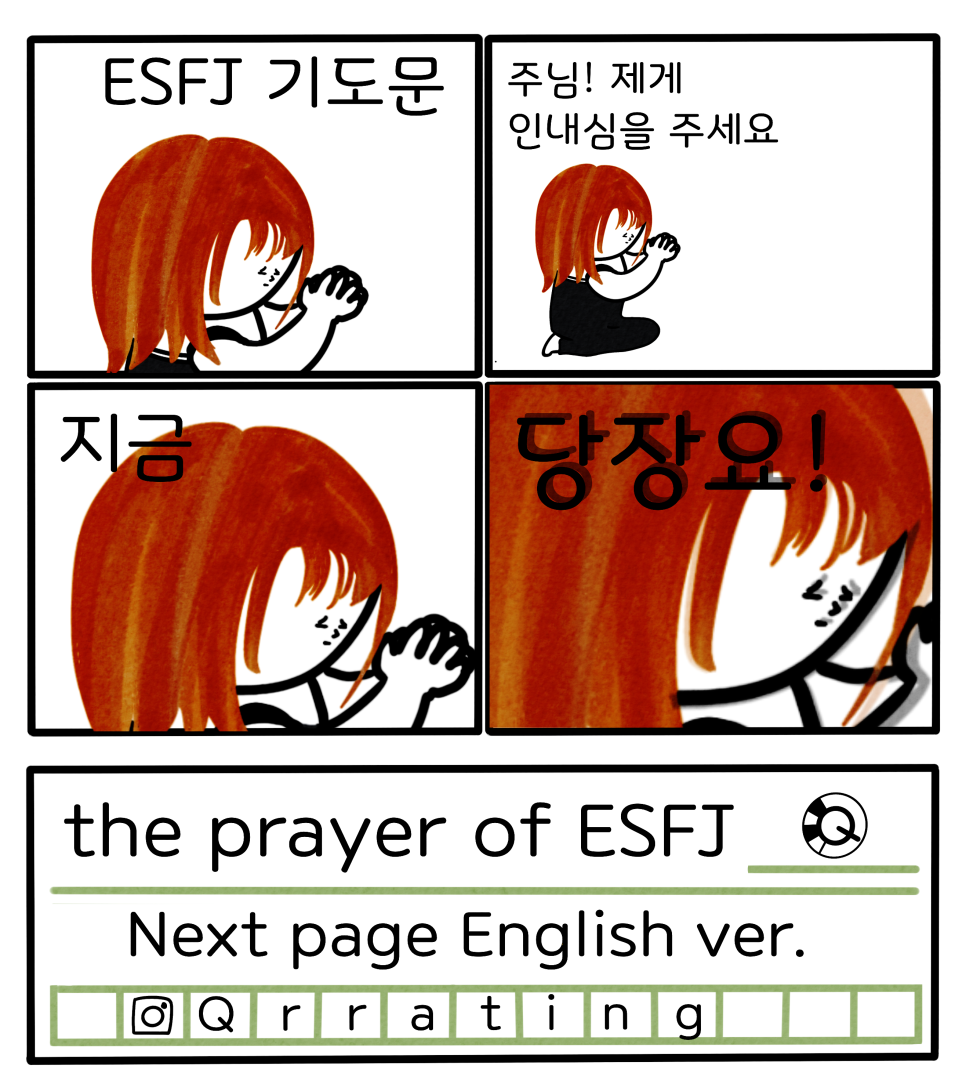 ESFJ 기도문
주님! 제게
인내심을 주세요
지금
당장요!
the prayer of ESFJ
Next page English ver.
Qrrating